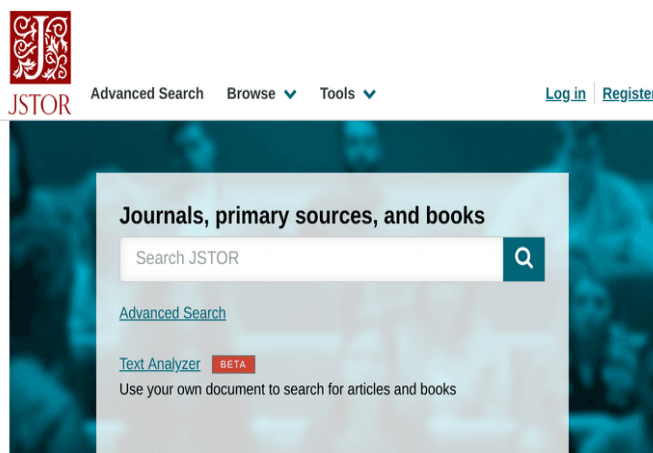 J
JSTOR
Advanced Search Browse Tools Log in Register
Journals, primary sources, and books
Search JSTOR
Advanced Search
Text Analyzer BETA
Use your own document to search for articles and books